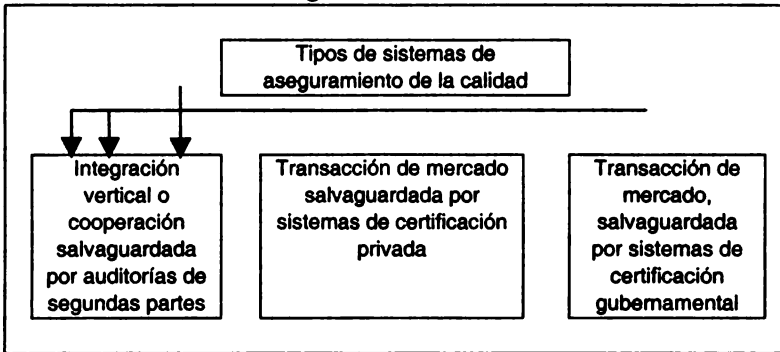 Tipos de sistemas de
aseguramiento de la calidad
Integración
vertical o
cooperación
salvaguardada
por auditorías de
segundas partes
Transacción de mercado
salvaguardada por
sistemas de certificación
privada
Transacción de
mercado,
salvaguardada
por sistemas de
certificación
gubernamental